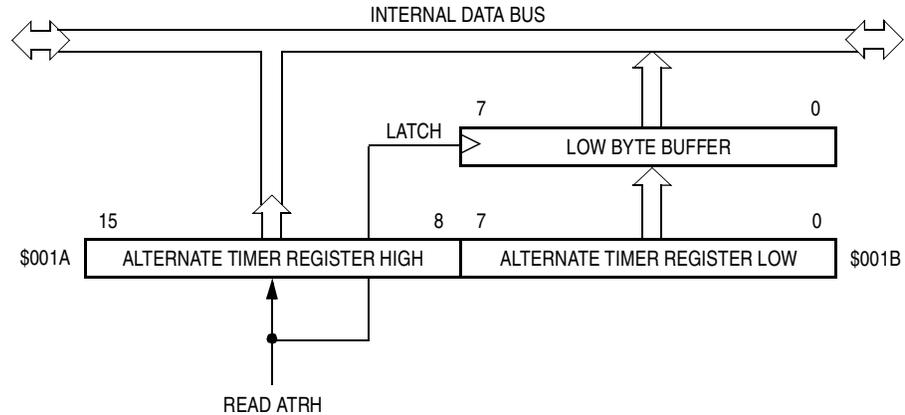 INTERNAL DATA BUS
7 0
LATCH
LOW BYTE BUFFER
15 8 7 0
$001A ALTERNATE TIMER REGISTER HIGH ALTERNATE TIMER REGISTER LOW $001B
READ ATRH